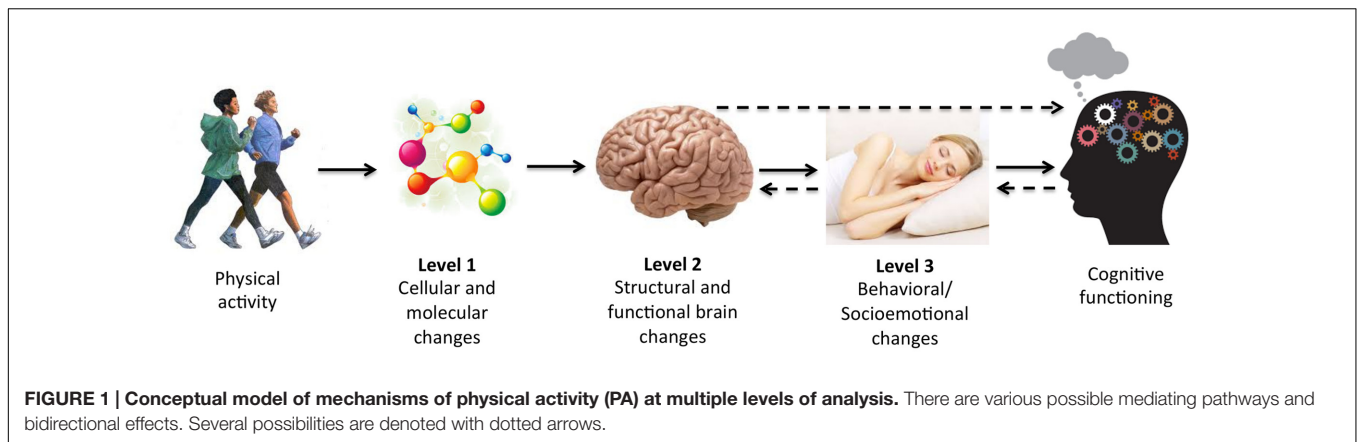 Physical
activity
Level 1
Cellular and
molecular
changes
Level 2
Structural and
functional brain
changes
Level 3
Behavioral/
Socioemotional
changes
Cognitive
functioning
FIGURE 1 | Conceptual model of mechanisms of physical activity (PA) at multiple levels of analysis. There are various possible mediating pathways and
bidirectional effects. Several possibilities are denoted with dotted arrows.